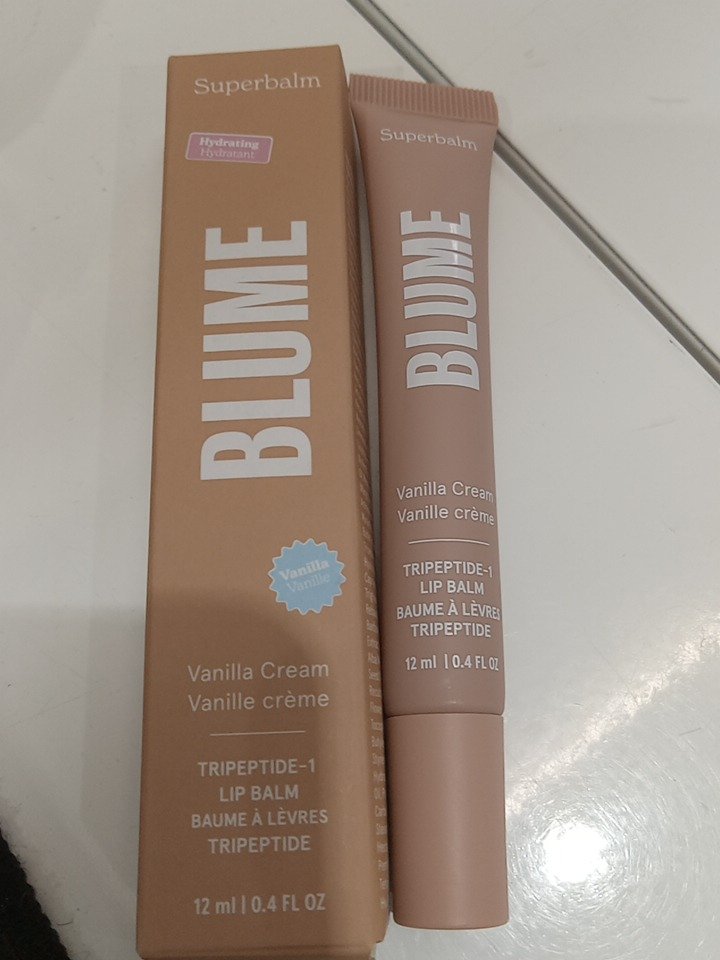 Superbalm
Hydrating
Hydratant
BLUME
Vanilla
Vanille
Vanilla Cream
Vanille crème
TRIPEPTIDE-1
LIP BALM
BAUME À LÈVRES
TRIPEPTIDE
12 ml | 0.4 FL OZ
Superbalm
BLUME
Vanilla Cream
Vanille crème
TRIPEPTIDE-1
LIP BALM
BAUME À LÈVRES
TRIPEPTIDE
12 ml | 0.4 FL OZ